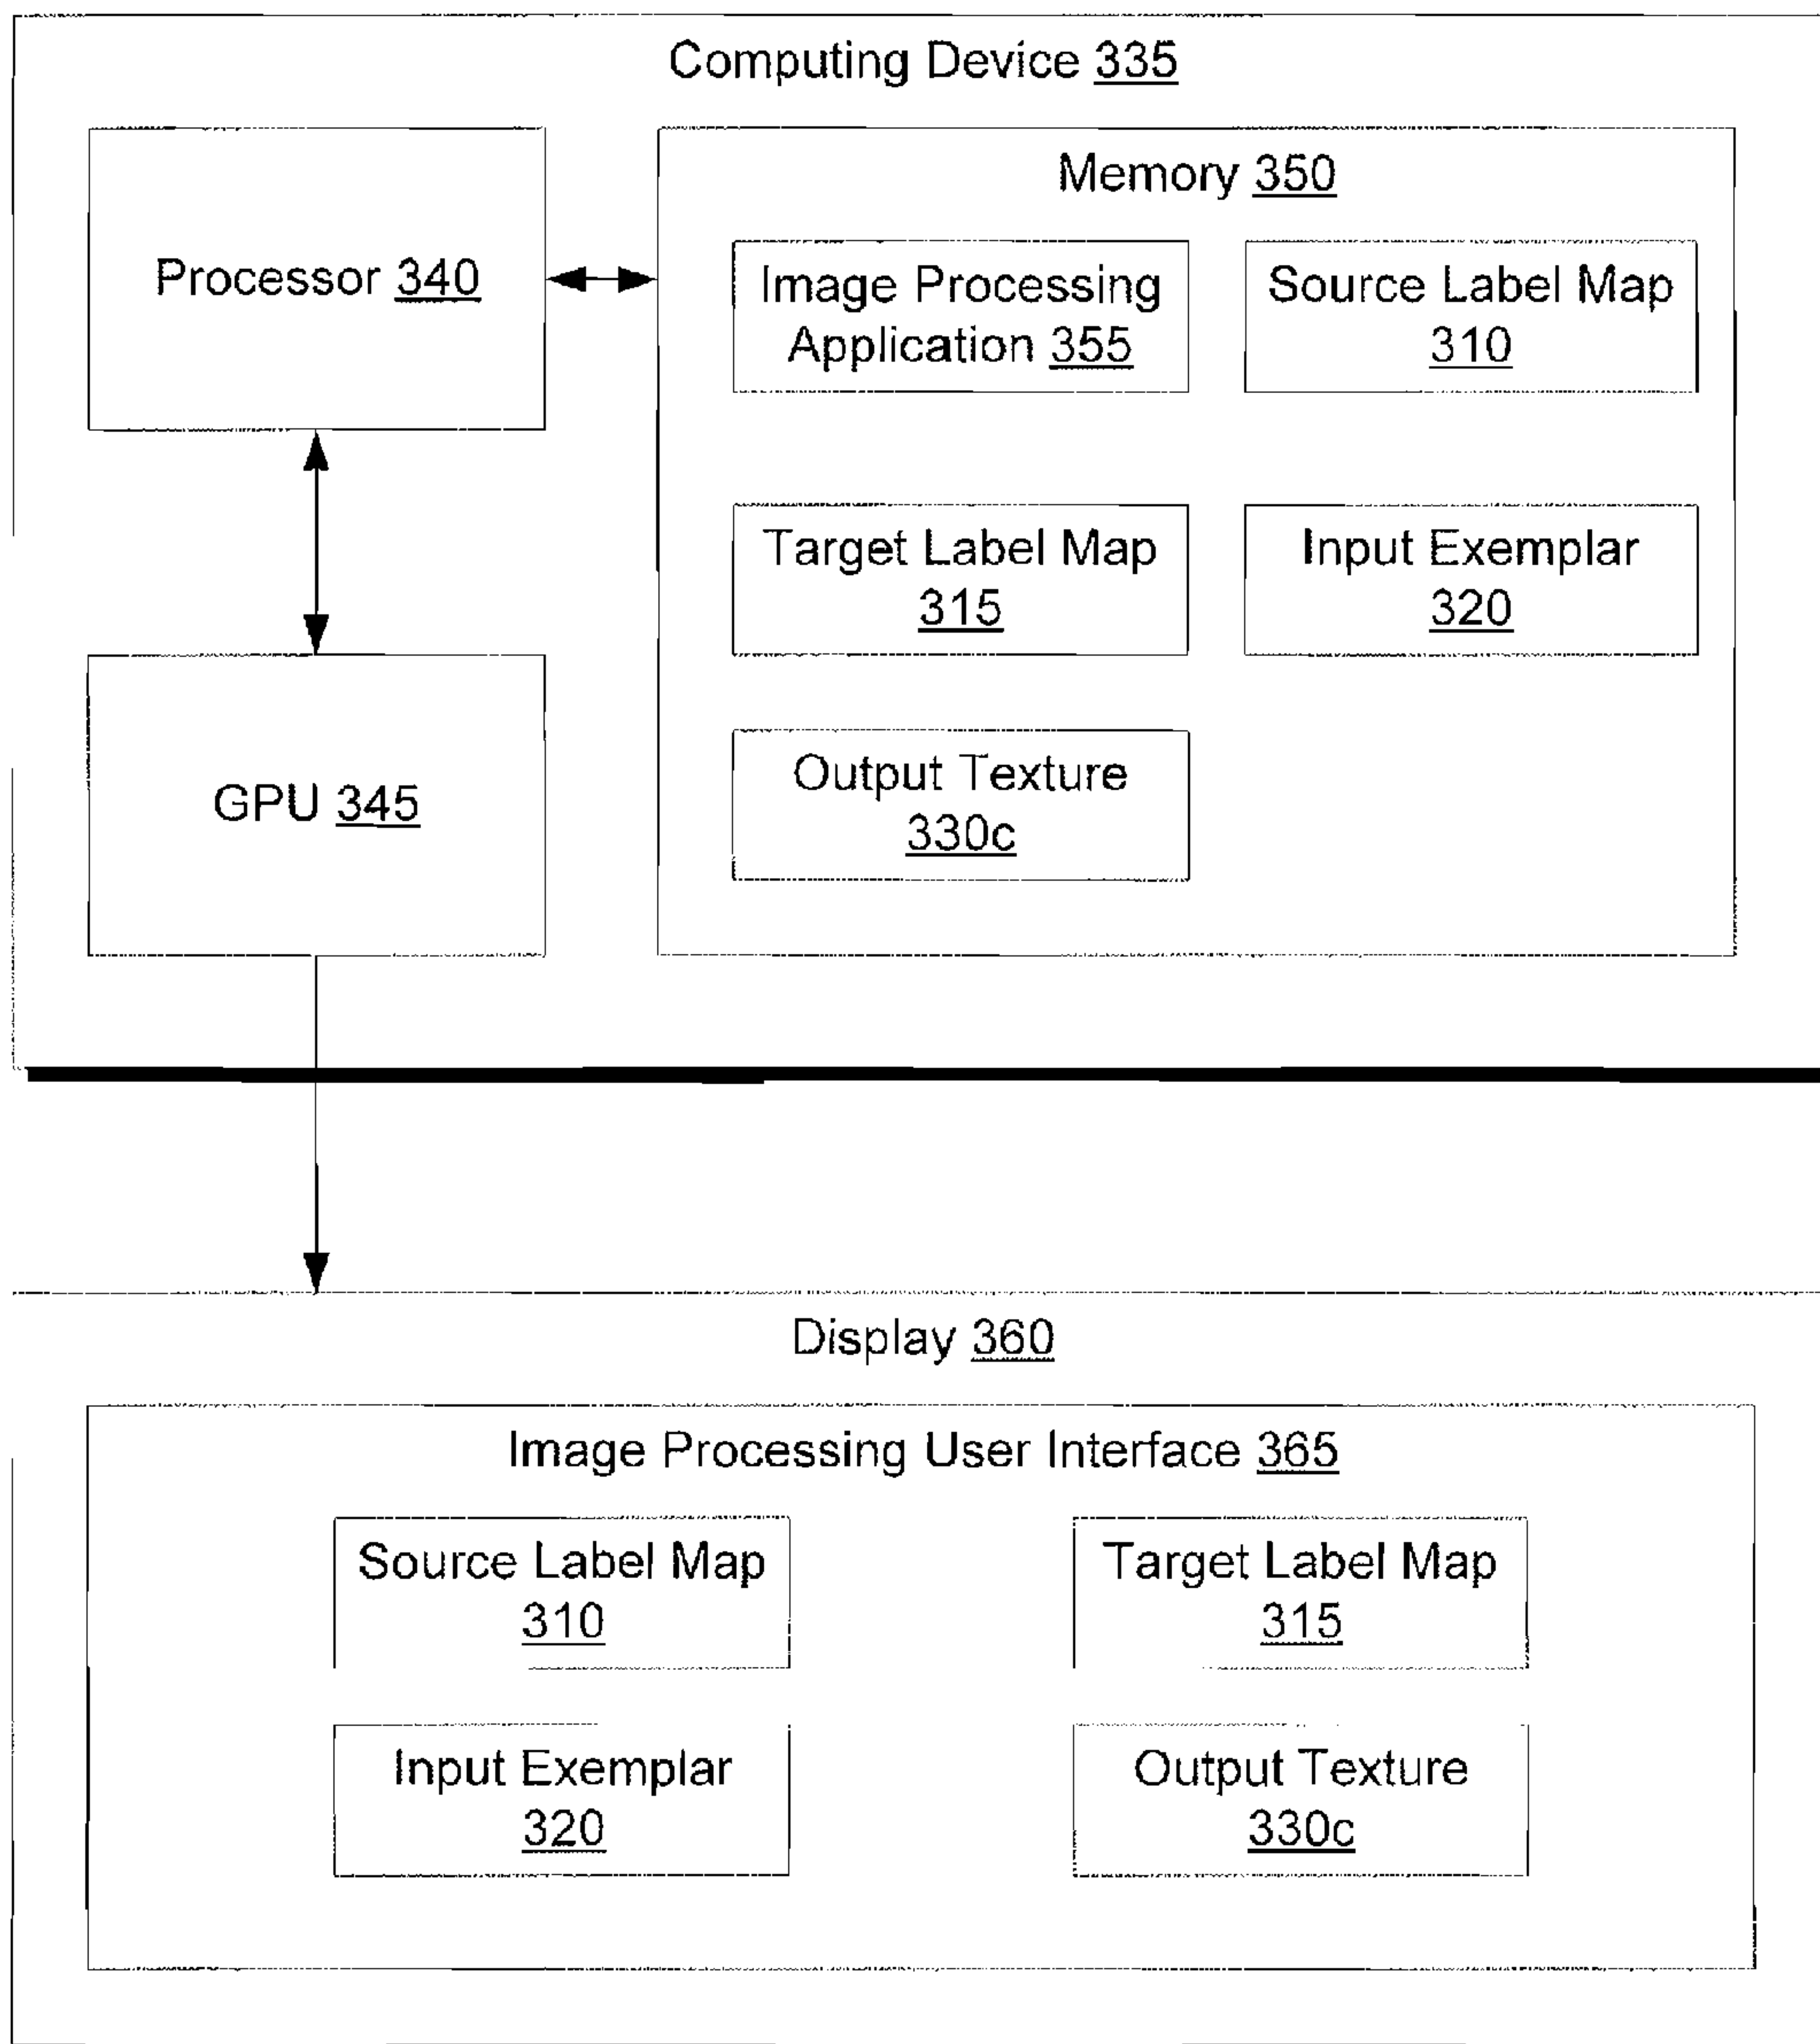 Computing Device 335
Processor 340
Memory 350
Image Processing
Application 355
Source Label Map
310
Target Label Map
315
Input Exemplar
320
GPU 345
Output Texture
330c
Display 360
Image Processing User Interface 365
Source Label Map
310
Target Label Map
315
Input Exemplar
320
Output Texture
330c